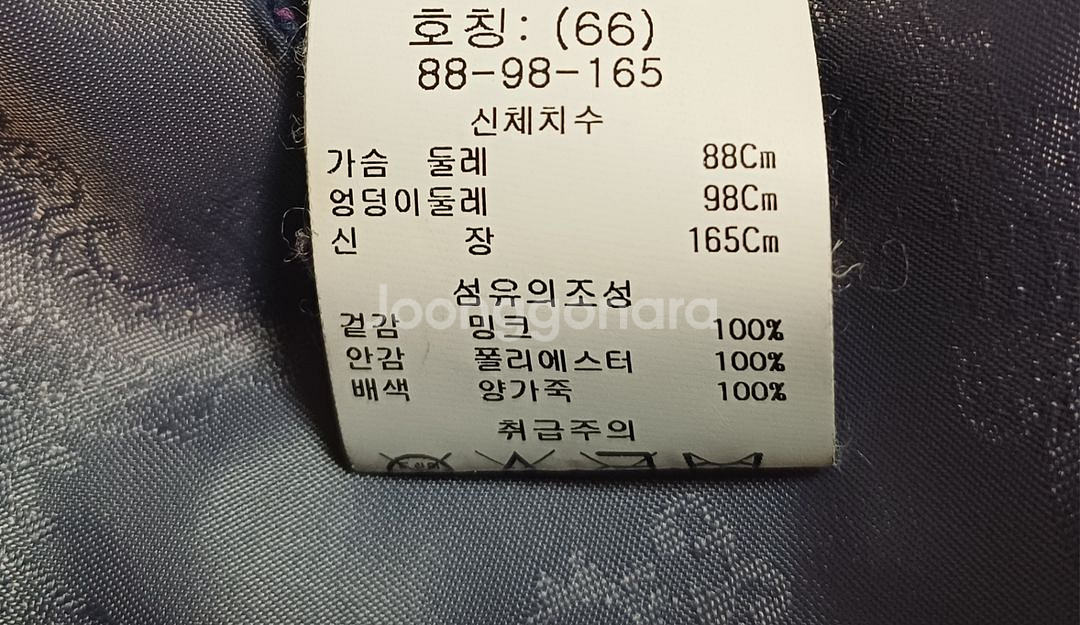 호칭: (66)
88-98-165
신체치수
가슴 둘레 88Cm
엉덩이둘레 98Cm
신 장 165Cm
섬유의조성
Joonggonara
겉감 밍크 100%
안감 폴리에스터 100%
배색 양가죽 100%
취급주의